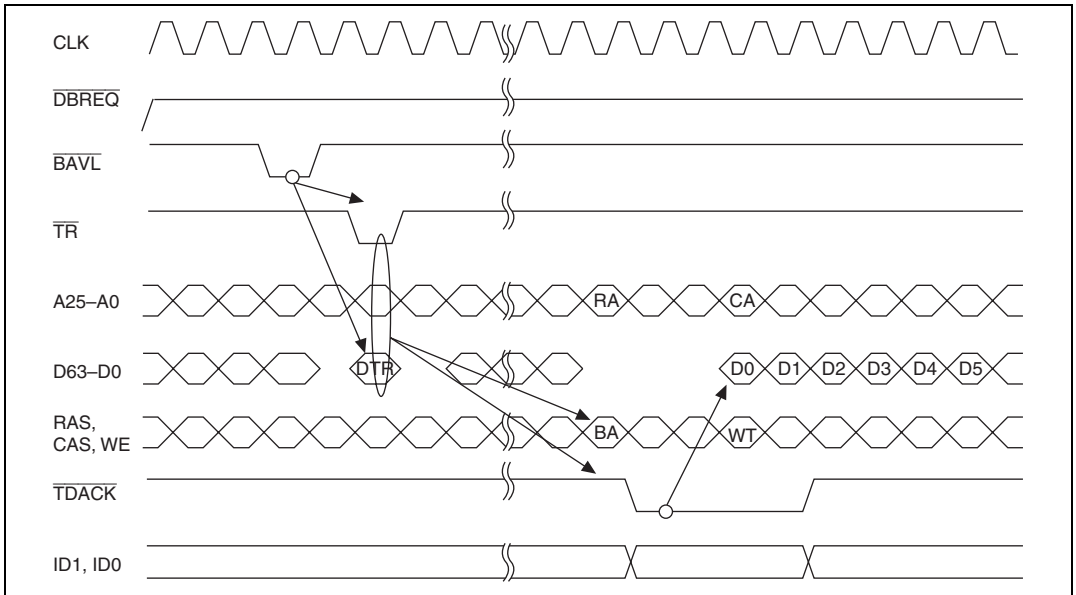 CLK
DBREQ
BAVL
TR
A25–A0 RA CA
D63–D0 DTR D0 D1 D2 D3 D4 D5
RAS,
CAS, WE BA WT
TDACK
ID1, ID0